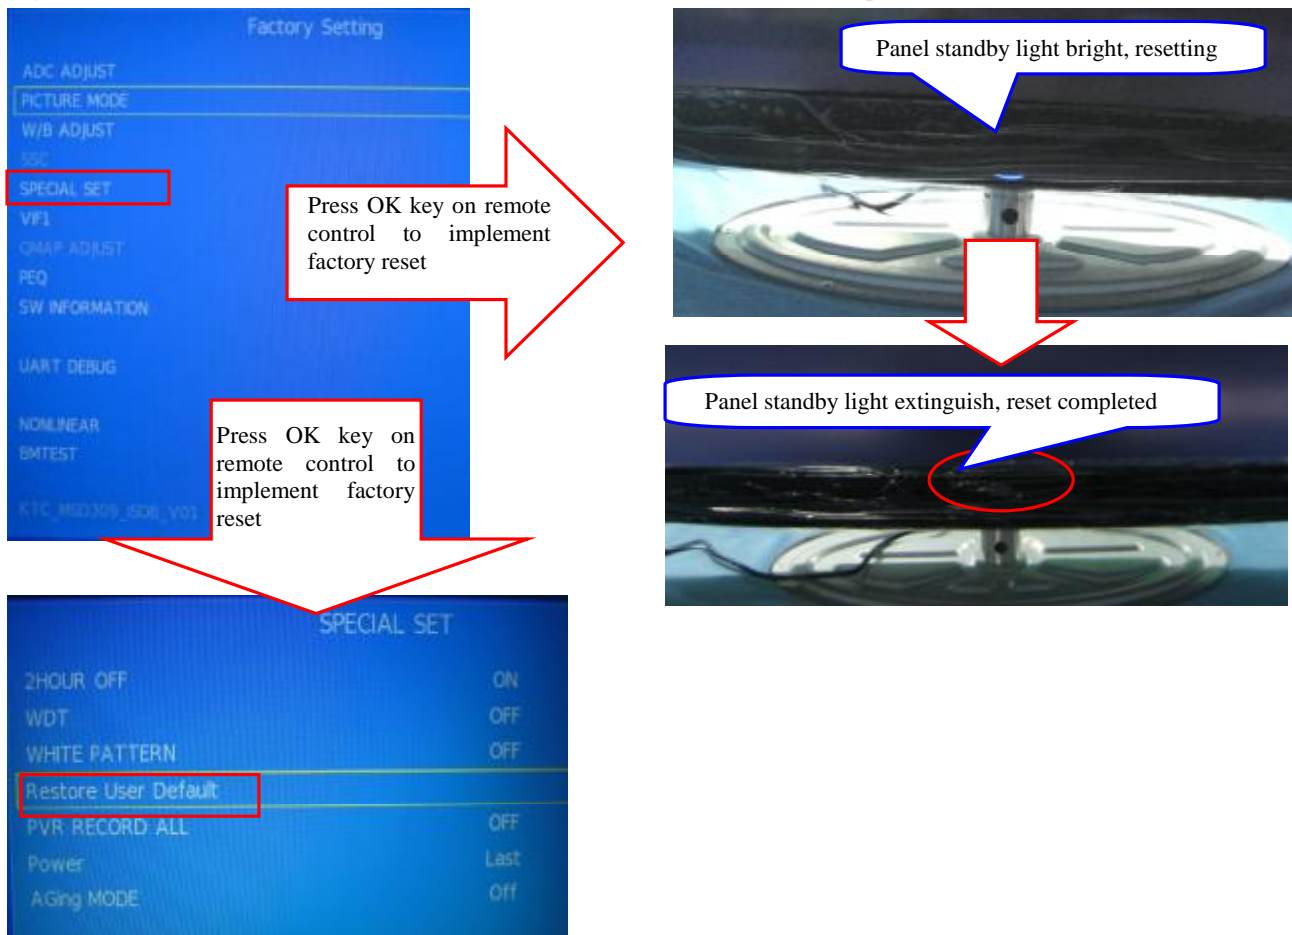 Factory Setting
ADC ADJUST
PICTURE MODE
W/B ADJUST
SSC
SPECIAL SET
VIF1
QMAP ADJUST
PEQ
SW INFORMATION
UART DEBUG
NONLINEAR
BMTEST
KTC_MSD309_ISDB_V01
Press OK key on remote
control to implement
factory reset
Panel standby light bright, resetting
Panel standby light extinguish, reset completed
Press OK key on
remote control to
implement factory
reset
SPECIAL SET
2HOUR OFF ON
WDT OFF
WHITE PATTERN OFF
Restore User Default
PVR RECORD ALL OFF
Power Last
AGing MODE Off